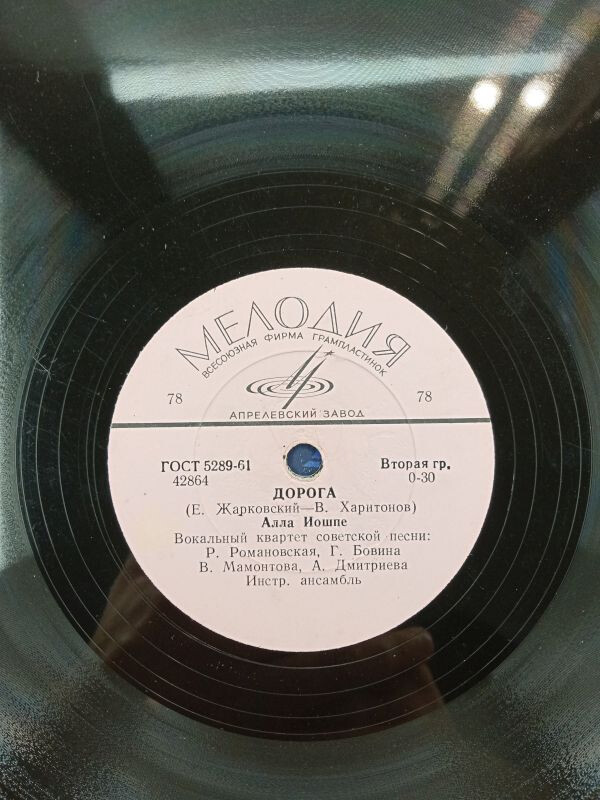 МЕЛОДИЯ
ВСЕСОЮЗНАЯ ФИРМА ГРАМПЛАСТИНОК
78 78
АПРЕЛЕВСКИЙ ЗАВОД
ГОСТ 5289-61 Вторая гр.
42864 0-30
ДОРОГА
(Е. Жарковский—В. Харитонов)
Алла Иошпе
Вокальный квартет советской песни:
Р. Романовская, Г. Бовина
В. Мамонтова, А. Дмитриева
Инстр. ансамбль